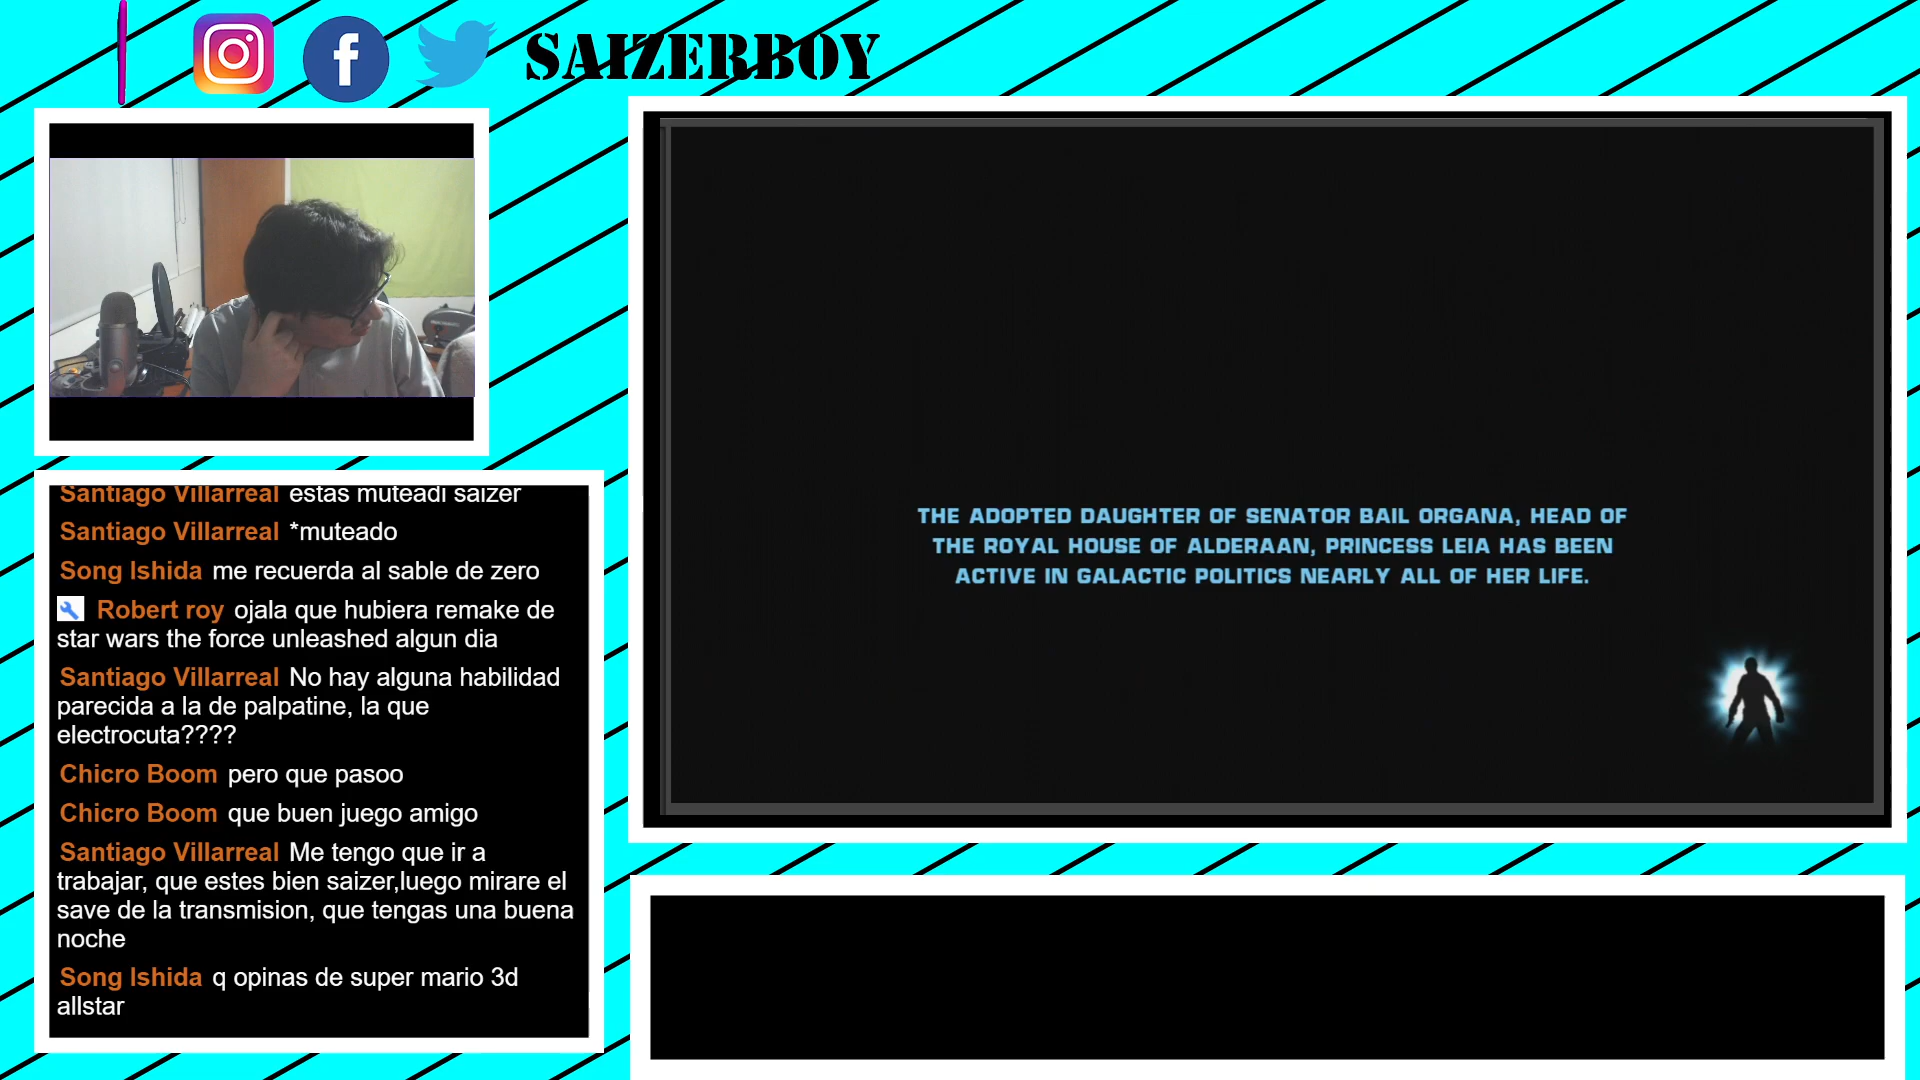 SAIZERBOY
Santiago Villarreal estas muteadi saizer
Santiago Villarreal *muteado
Song Ishida me recuerda al sable de zero
Robert roy ojala que hubiera remake de
star wars the force unleashed algun dia
Santiago Villarreal No hay alguna habilidad
parecida a la de palpatine, la que
electrocuta????
Chicro Boom pero que pasoo
Chicro Boom que buen juego amigo
Santiago Villarreal Me tengo que ir a
trabajar, que estes bien saizer,luego mirare el
save de la transmision, que tengas una buena
noche
Song Ishida q opinas de super mario 3d
allstar
THE ADOPTED DAUGHTER OF SENATOR BAIL ORGANA, HEAD OF
THE ROYAL HOUSE OF ALDERAAN, PRINCESS LEIA HAS BEEN
ACTIVE IN GALACTIC POLITICS NEARLY ALL OF HER LIFE.